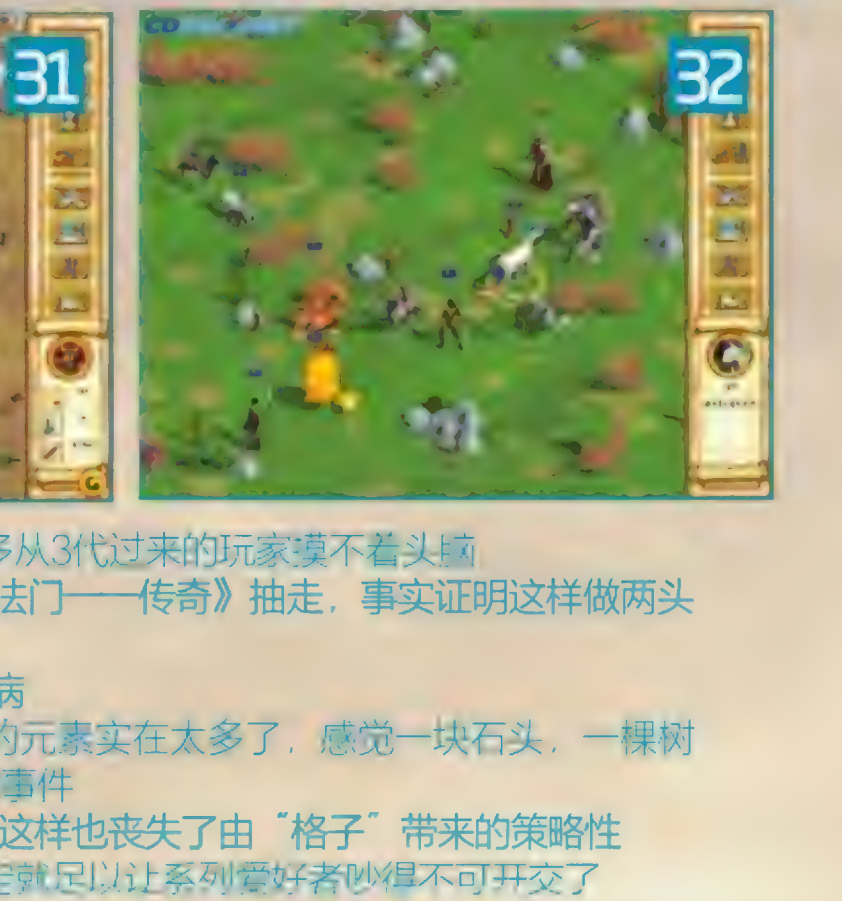 31
32
从3代过来的玩家摸不着头脑
法门——传奇》抽走，事实证明这样做两头
病
的元素实在太多了，感觉一块石头，一棵树
事件
这样也丧失了由“格子”带来的策略性
就足以让系列爱好者吵得不可开交了